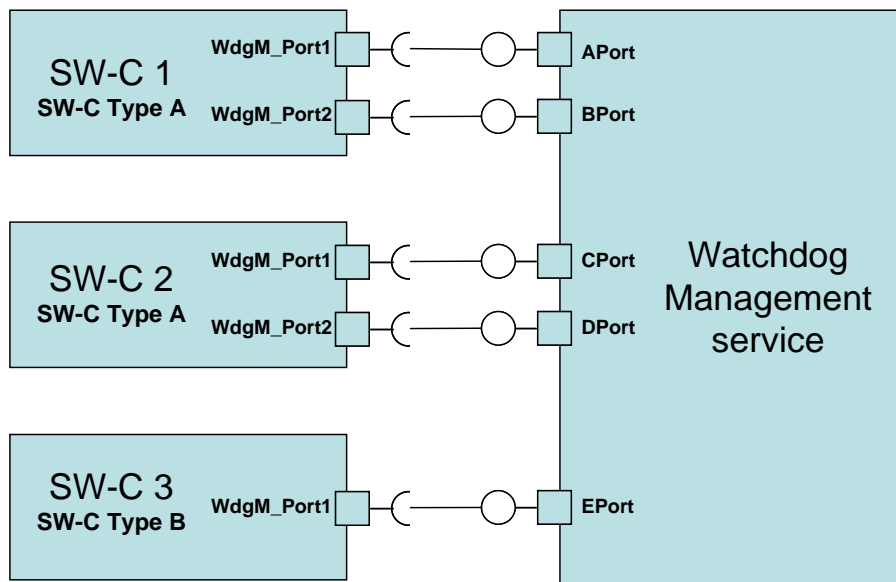 WdgM_Port1
SW-C 1
SW-C Type A
WdgM_Port2
APort
BPort
WdgM_Port1
SW-C 2
SW-C Type A
WdgM_Port2
CPort
DPort
Watchdog
Management
service
SW-C 3
SW-C Type B
WdgM_Port1
EPort